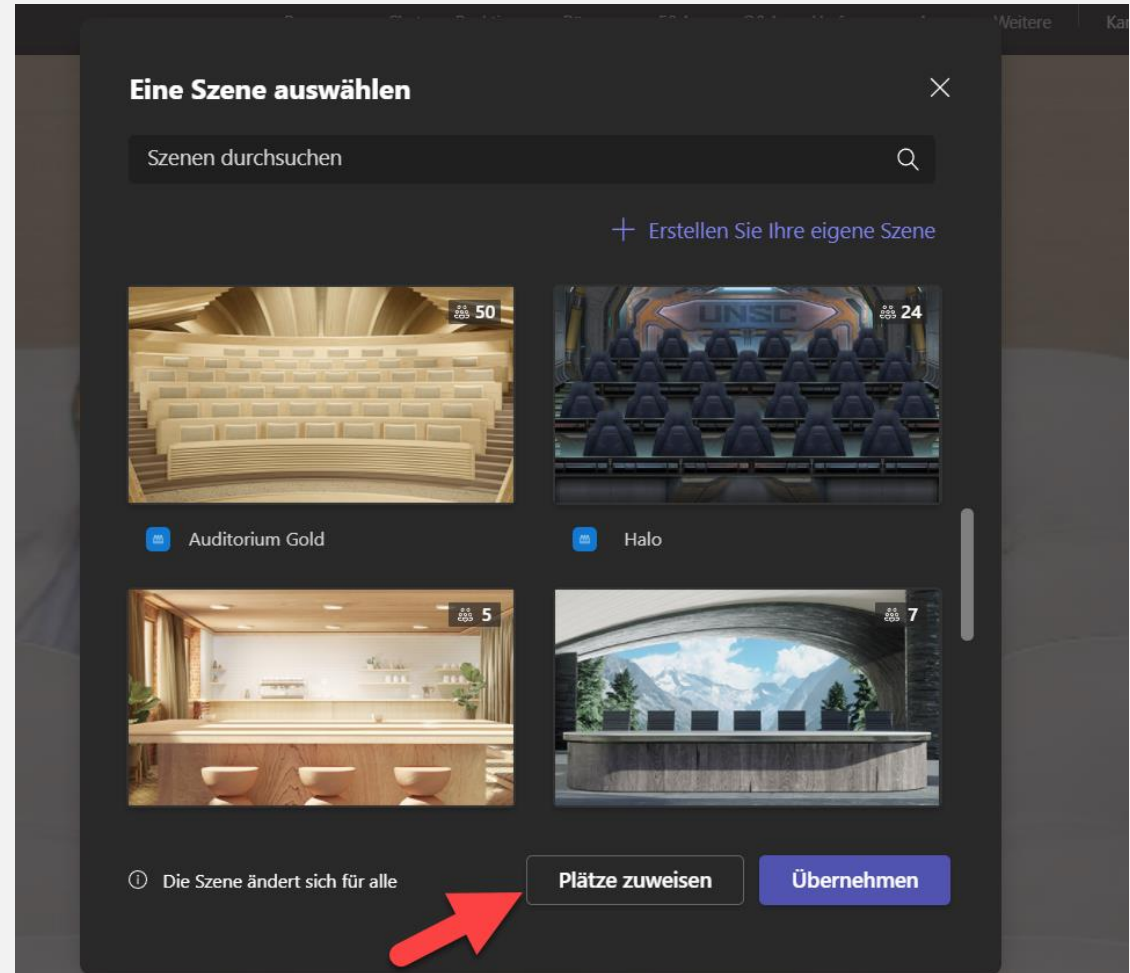 Weitere
Eine Szene auswählen
Szenen durchsuchen
Erstellen Sie Ihre eigene Szene
50
UNSC
24
Auditorium Gold
Halo
5
7
Die Szene ändert sich für alle
Plätze zuweisen
Übernehmen